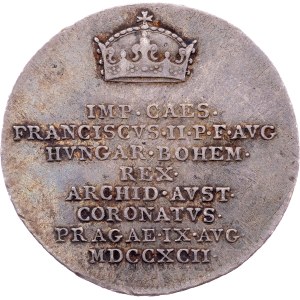 IMP·CAES·
FRANCISCVS·II·P·F·AVG
HVNGAR·BOHEM·
REX·
ARCHID·AVST·
CORONATVS·
PRAGAE·IX·AVG
MDCCXCII·